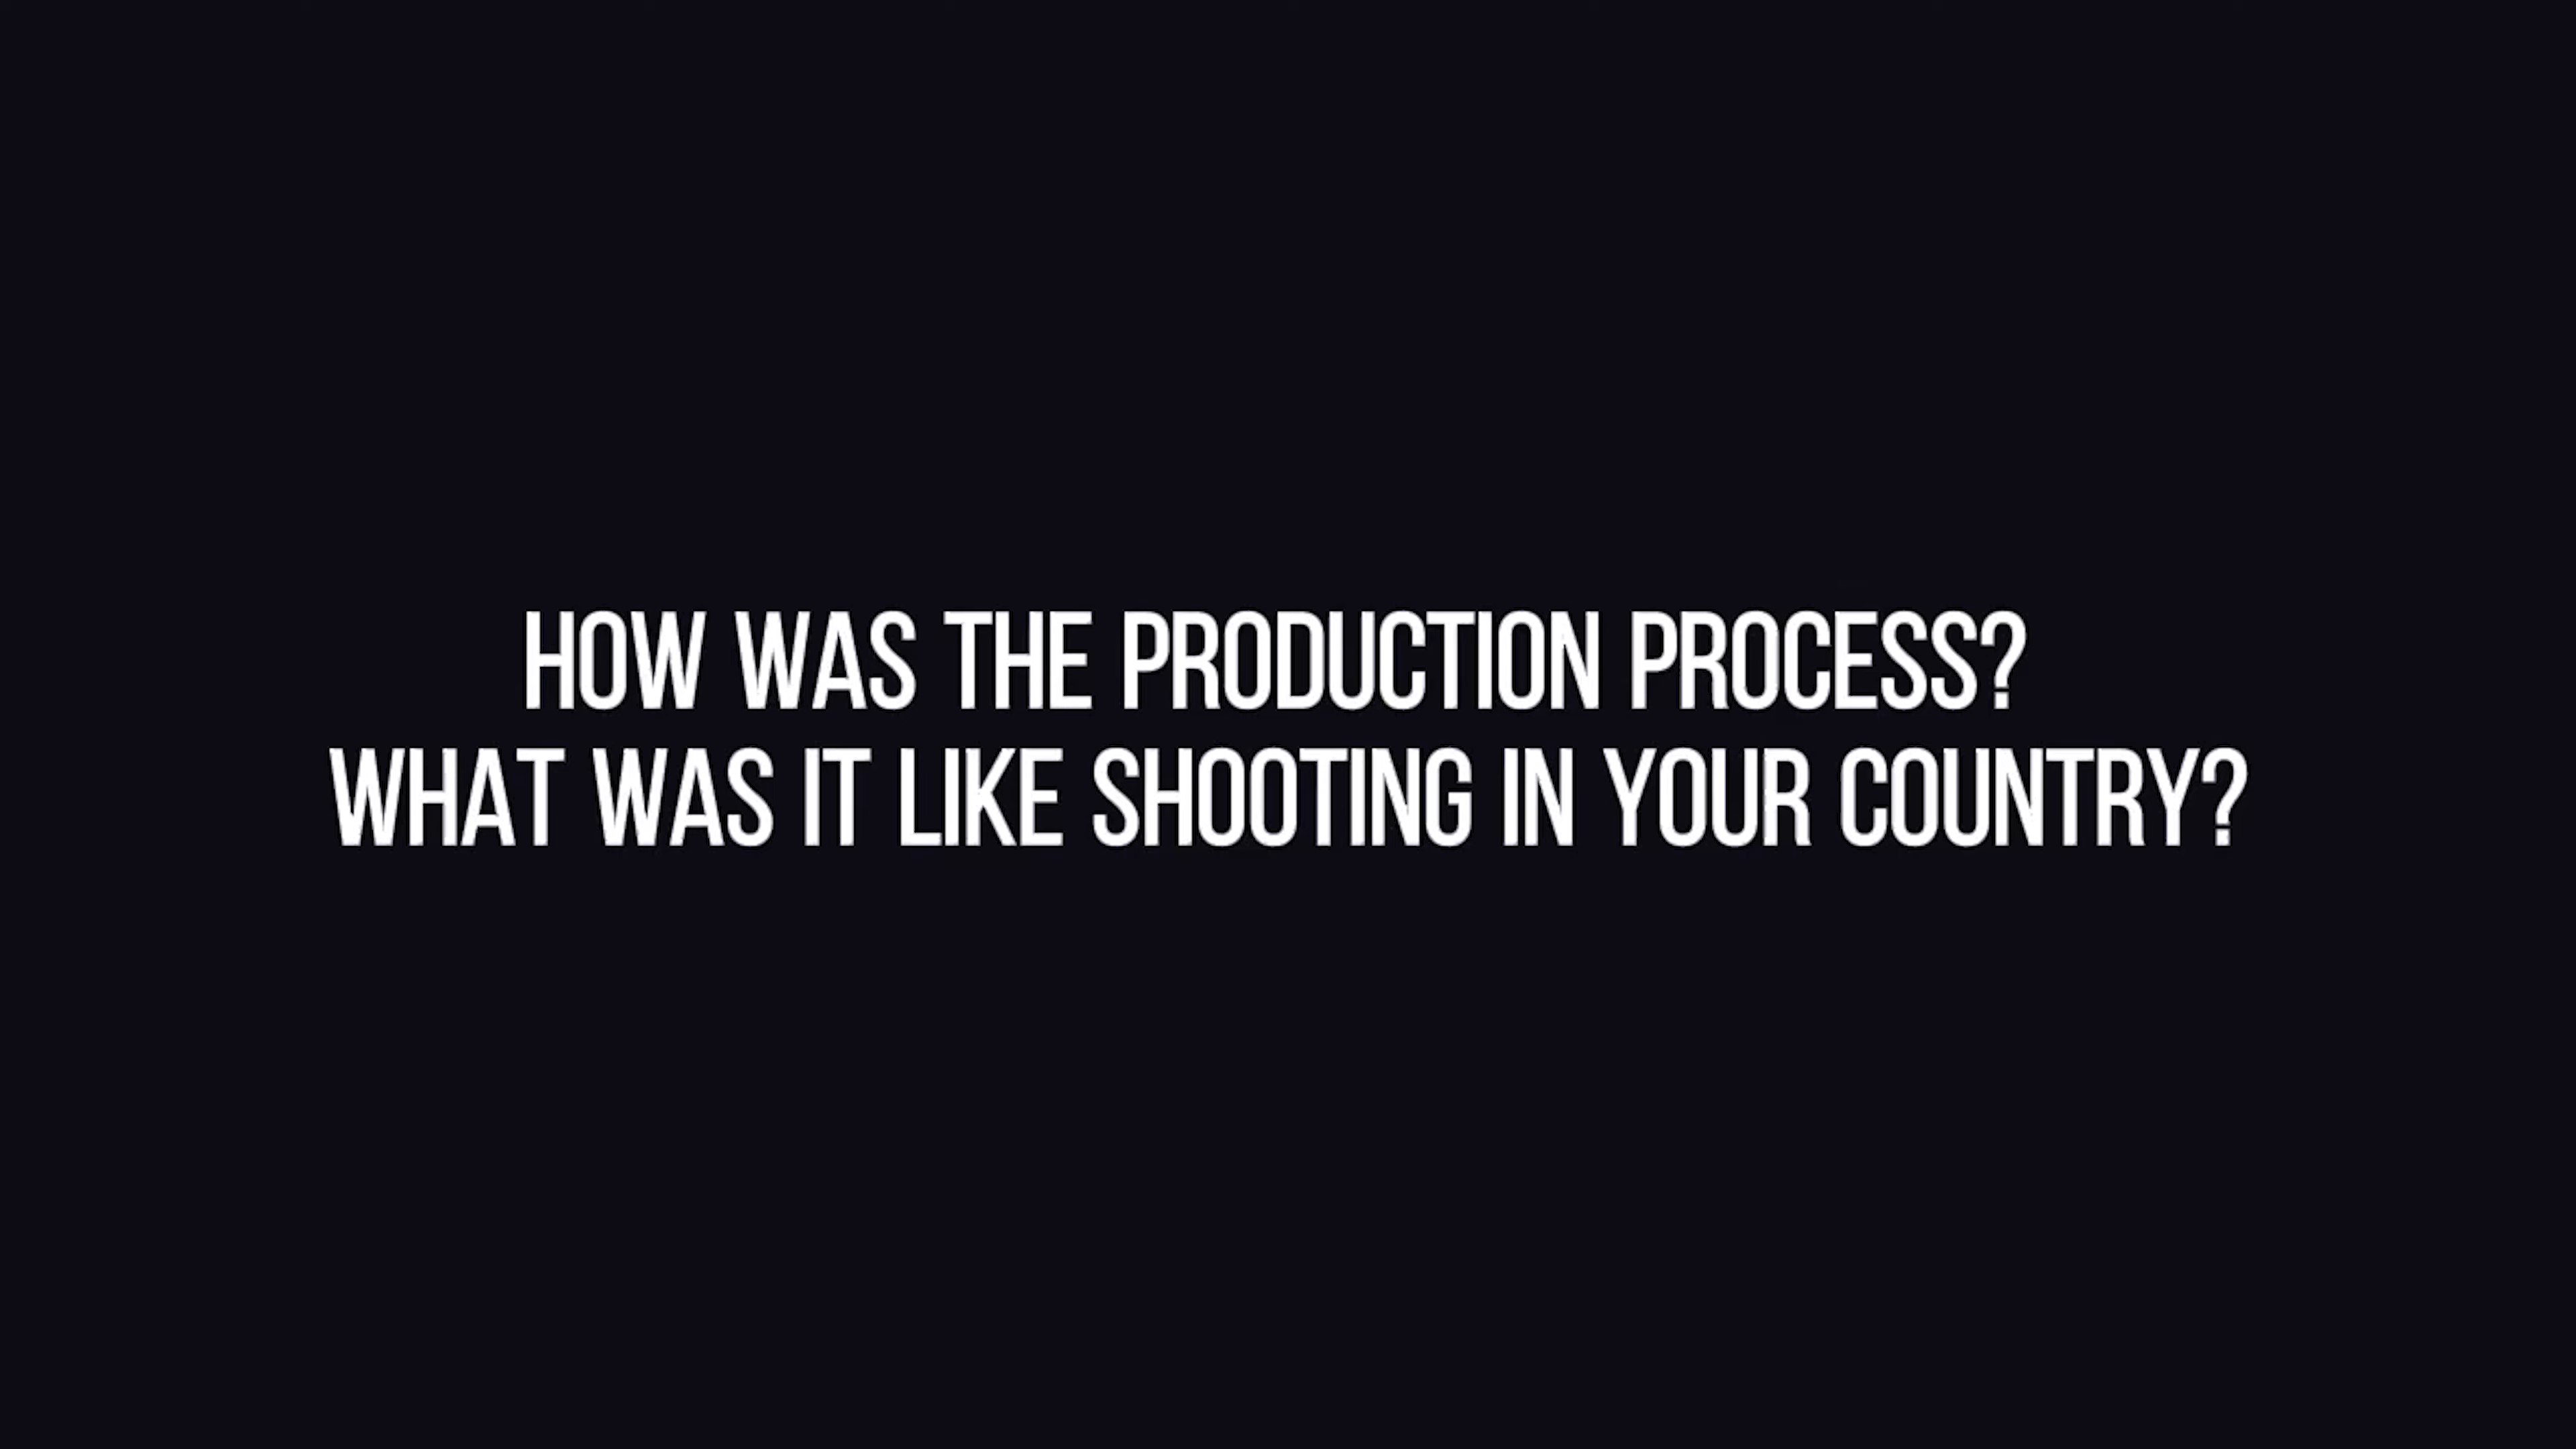 HOW WAS THE PRODUCTION PROCESS?
WHAT WAS IT LIKE SHOOTING IN YOUR COUNTRY?